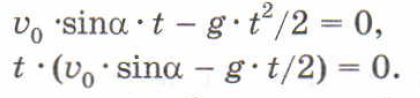 v₀ · sinα · t − g · t²/2 = 0,
t · (v₀ · sinα − g · t/2) = 0.